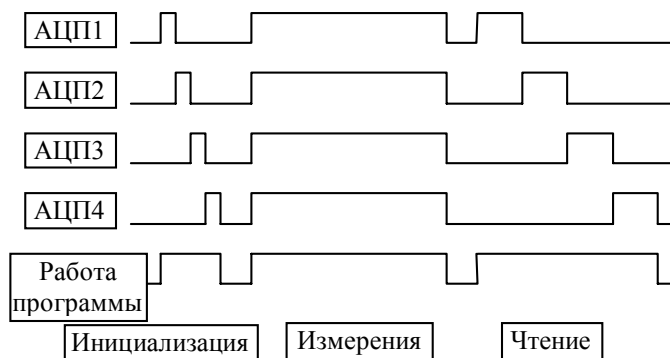 АЦП1
АЦП2
АЦП3
АЦП4
Работа
программы
Инициализация
Измерения
Чтение